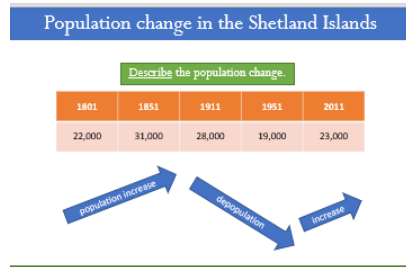 Population change in the Shetland Islands
Describe the population change.
1801 1851 1911 1951 2011
22,000 31,000 28,000 19,000 23,000
population increase
depopulation
increase